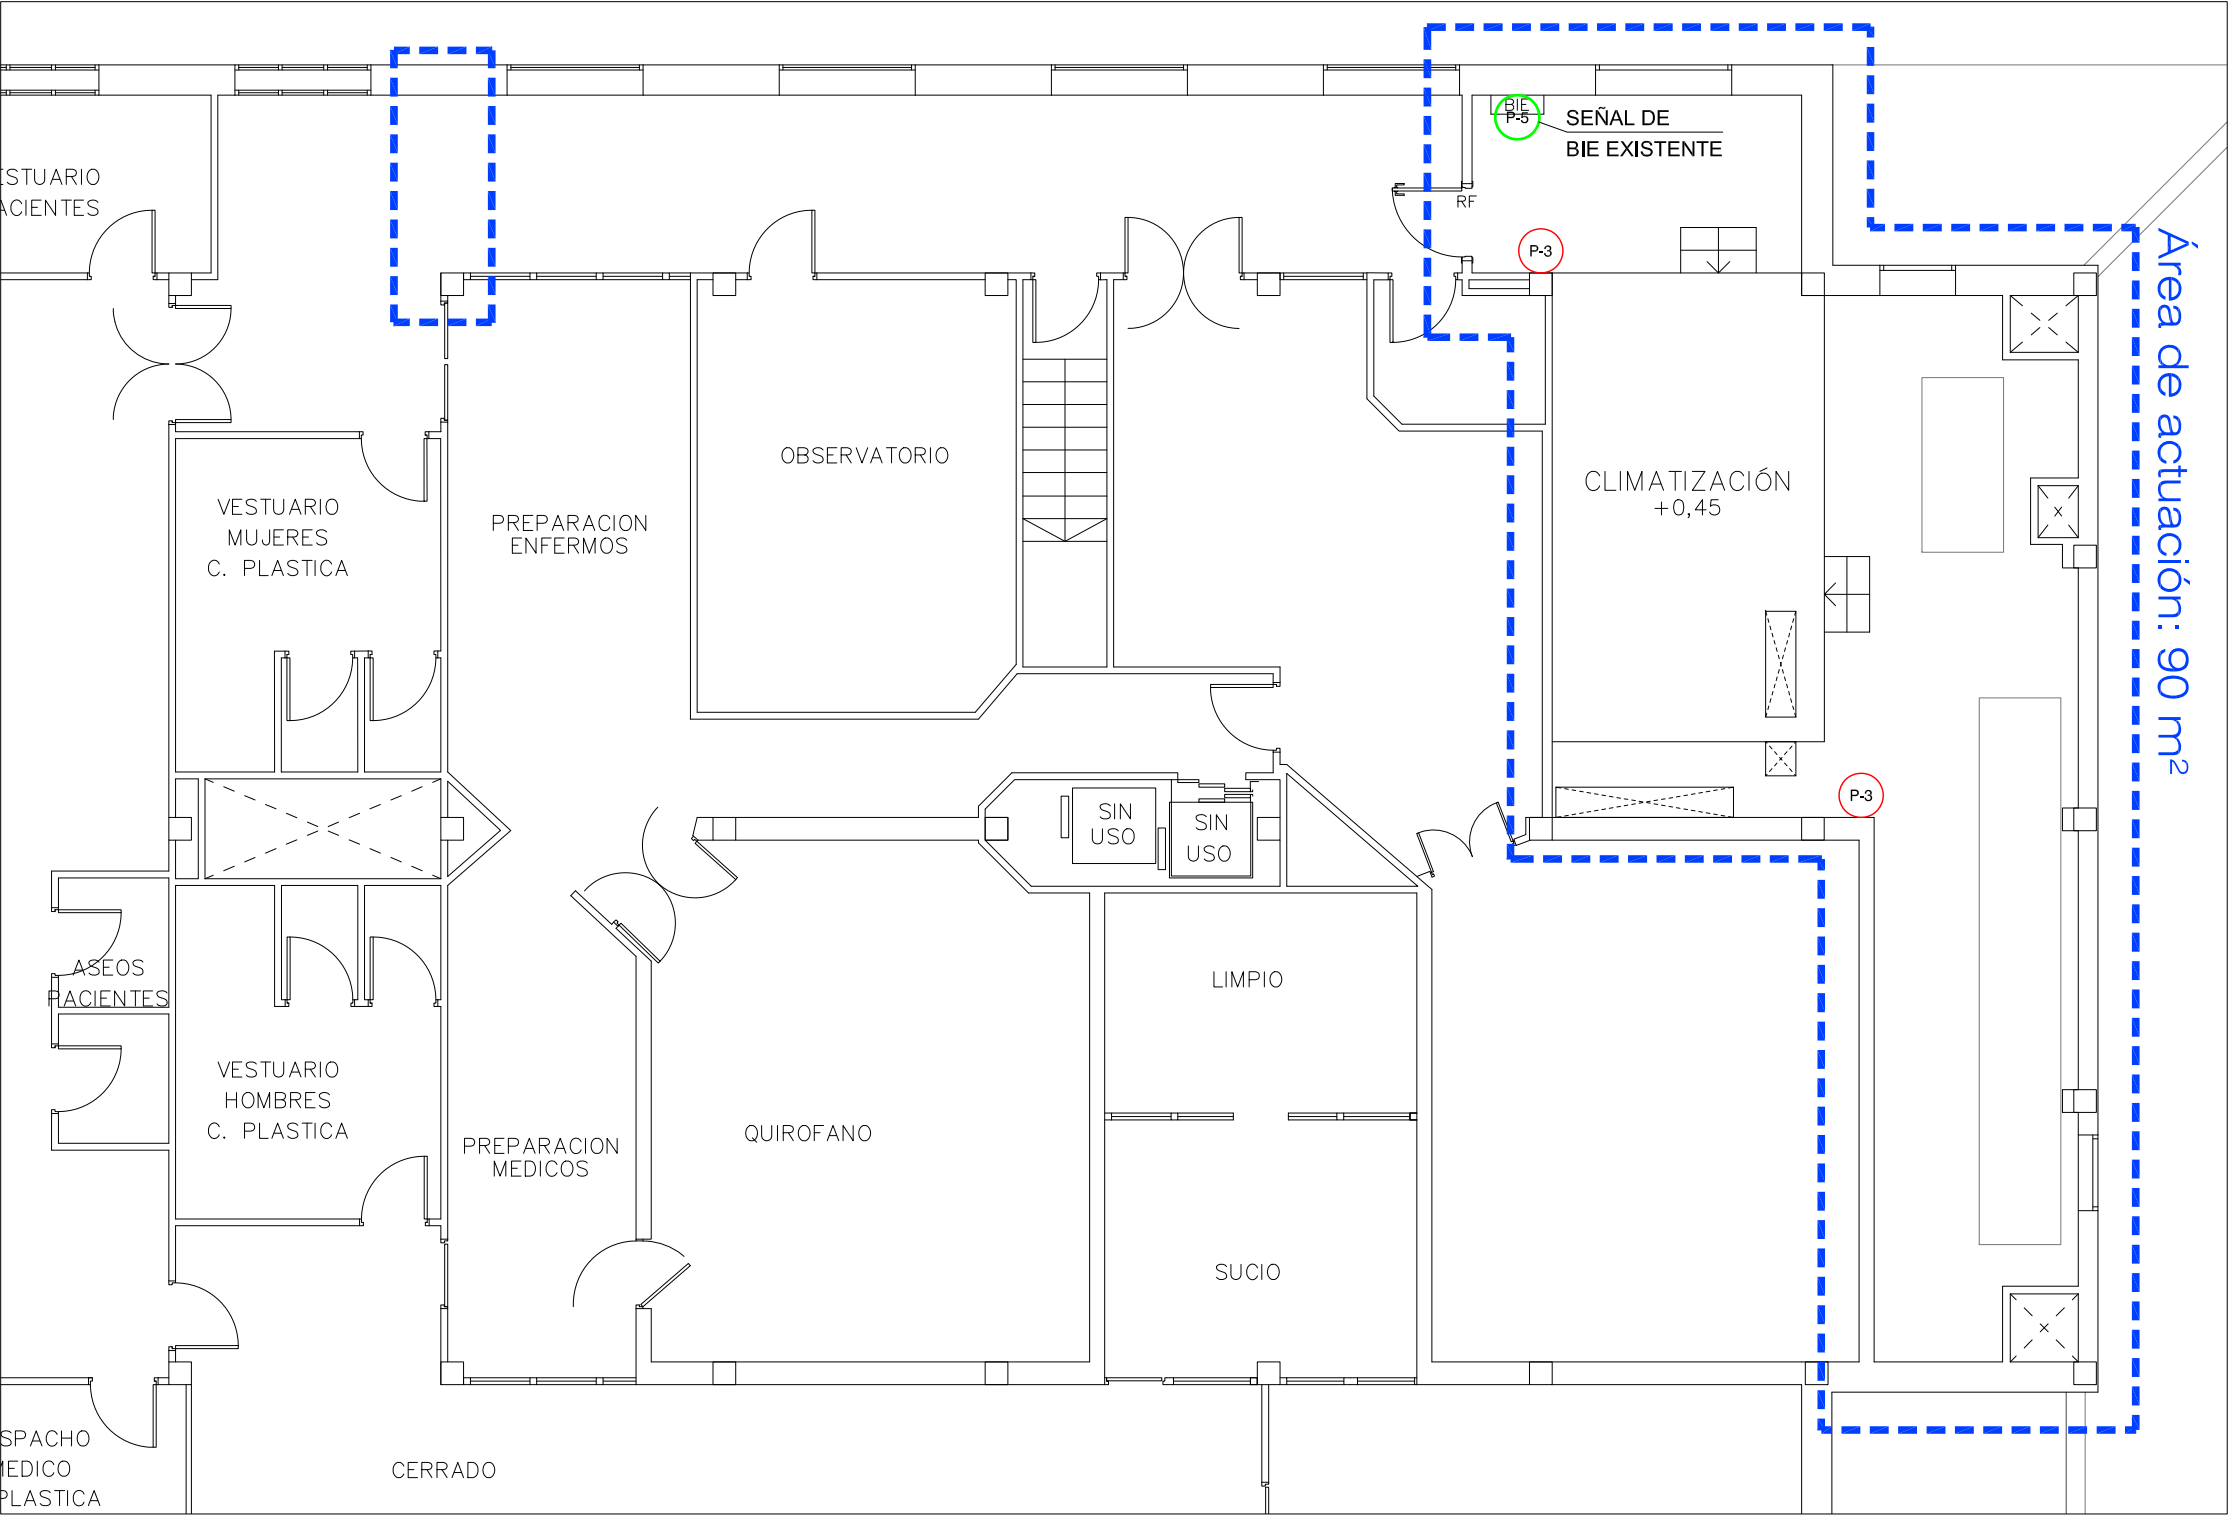 BIE
P-5
SEÑAL DE
BIE EXISTENTE
STUARIO
ACIENTES
RF
P-3
Área de actuación: 90 m²
OBSERVATORIO
CLIMATIZACIÓN
+0,45
VESTUARIO
MUJERES
C. PLASTICA
PREPARACION
ENFERMOS
P-3
SIN
USO
SIN
USO
ASEOS
PACIENTES
LIMPIO
VESTUARIO
HOMBRES
C. PLASTICA
PREPARACION
MEDICOS
QUIROFANO
SUCIO
SPACHO
MEDICO
PLASTICA
CERRADO